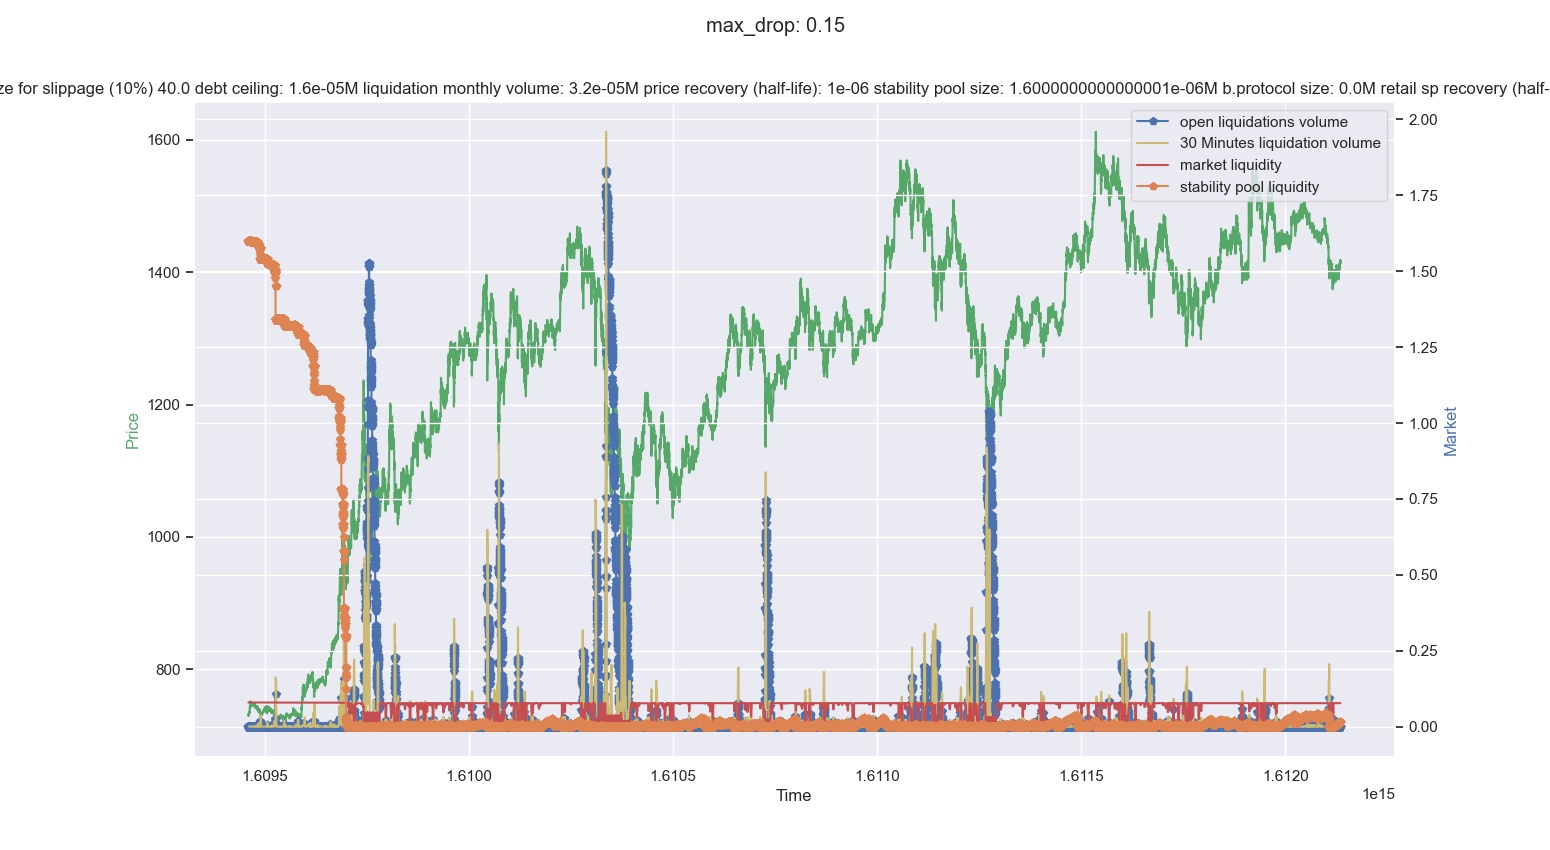 max_drop: 0.15
ze for slippage (10%) 40.0 debt ceiling: 1.6e-05M liquidation monthly volume: 3.2e-05M price recovery (half-life): 1e-06 stability pool size: 1.6000000000000001e-06M b.protocol size: 0.0M retail sp recovery (half-
open liquidations volume
30 Minutes liquidation volume
market liquidity
stability pool liquidity
1600
1400
1200
1000
800
Price
2.00
1.75
1.50
1.25
1.00
0.75
0.50
0.25
0.00
Market
1.6095 1.6100 1.6105 1.6110 1.6115 1.6120
Time
1e15